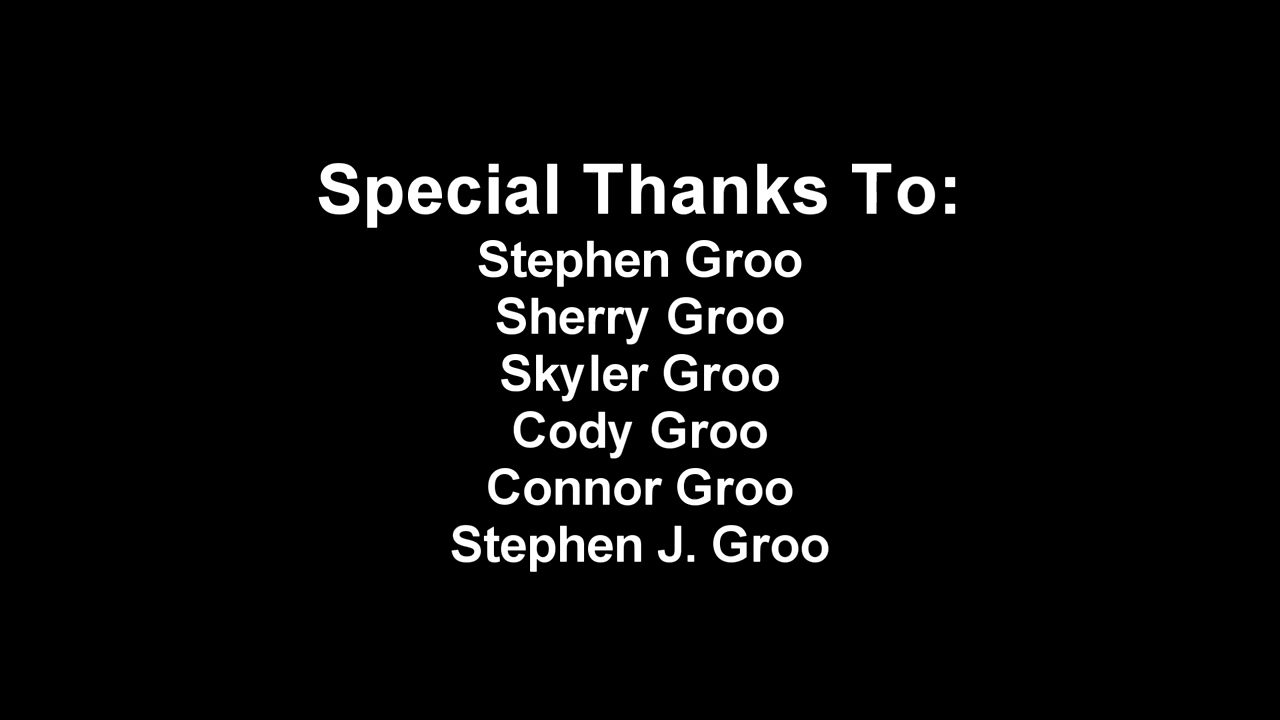 Special Thanks To:
Stephen Groo
Sherry Groo
Skyler Groo
Cody Groo
Connor Groo
Stephen J. Groo